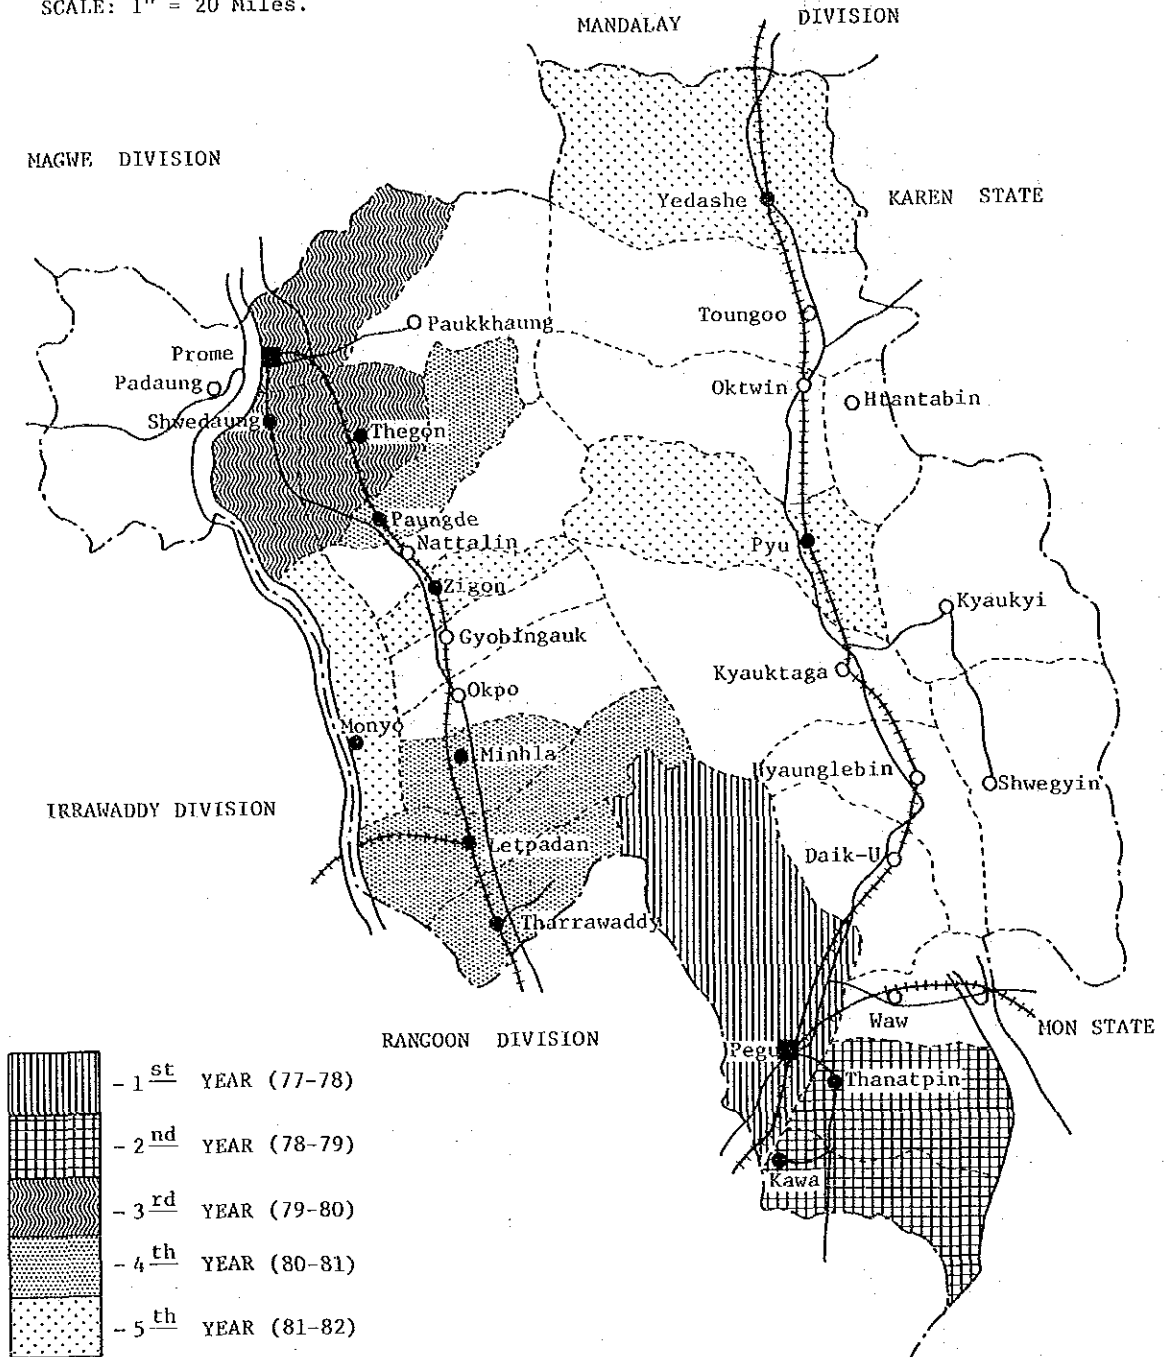 SCALE: 1" = 20 Miles.
MANDALAY DIVISION
MAGWE DIVISION
Yedashe
KAREN STATE
Toungoo
Paukkhaung
Prome
Padaung
Oktwin
Htantabin
Shwedaung
Thegon
Paungde
Nattalin
Pyu
Zigon
Kyaukyi
Gyobingauk
Kyauktaga
Okpo
Monyo
Minhla
Nyaunglebin
Shwegyin
IRRAWADDY DIVISION
Letpadan
Daik-U
Tharrawaddy
Waw
MON STATE
RANGOON DIVISION
Pegu
Thanatpin
Kawa
- 1st YEAR (77-78)
- 2nd YEAR (78-79)
- 3rd YEAR (79-80)
- 4th YEAR (80-81)
- 5th YEAR (81-82)